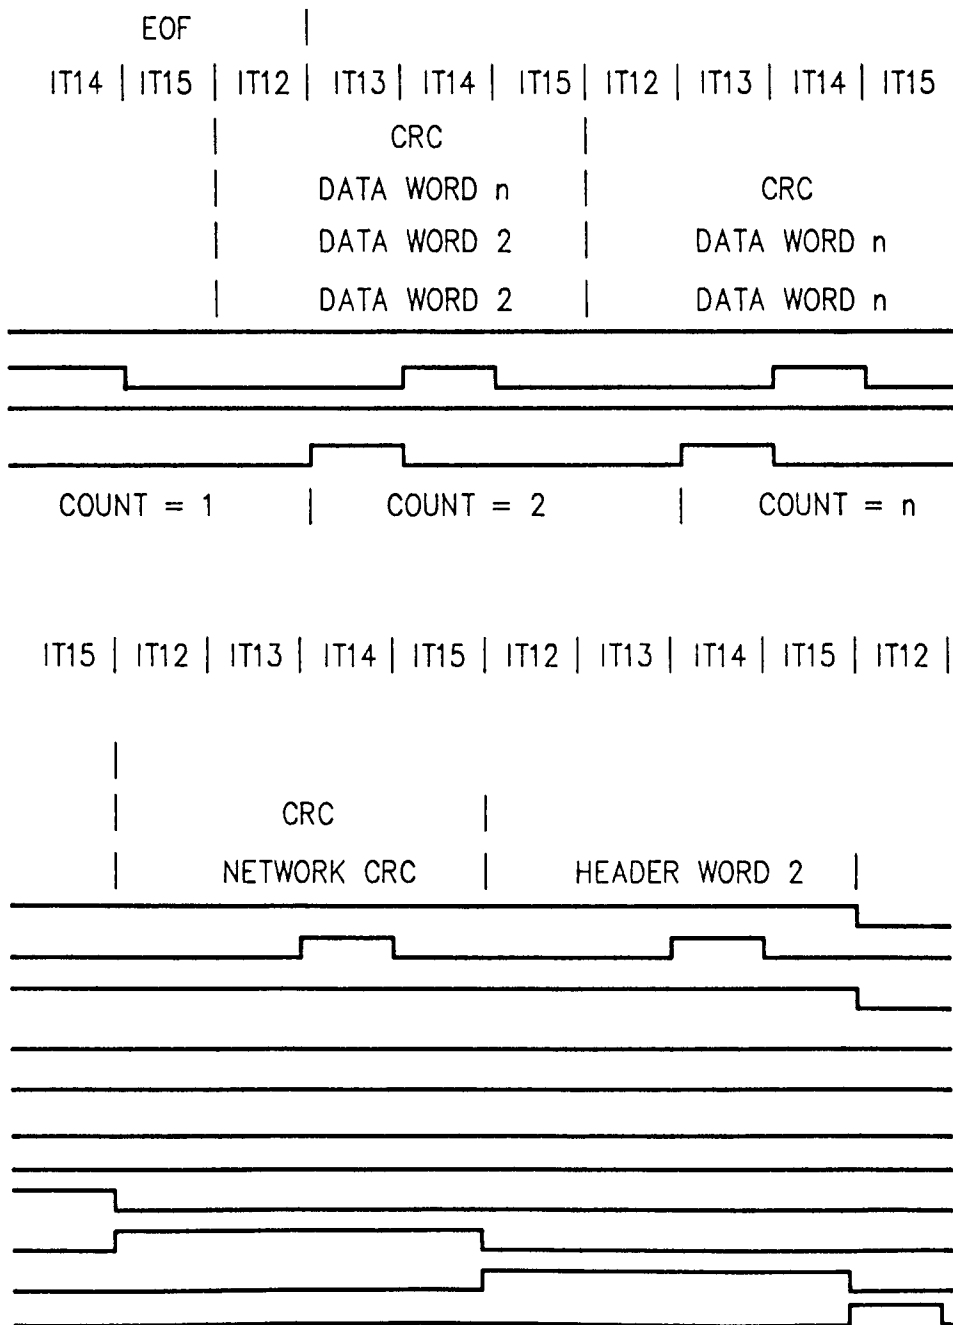 EOF |
IT14 | IT15 | IT12 | IT13 | IT14 | IT15 | IT12 | IT13 | IT14 | IT15
| CRC |
| DATA WORD n | CRC
| DATA WORD 2 | DATA WORD n
| DATA WORD 2 | DATA WORD n
COUNT = 1 | COUNT = 2 | COUNT = n
IT15 | IT12 | IT13 | IT14 | IT15 | IT12 | IT13 | IT14 | IT15 | IT12 |
|
| CRC |
| NETWORK CRC | HEADER WORD 2 |